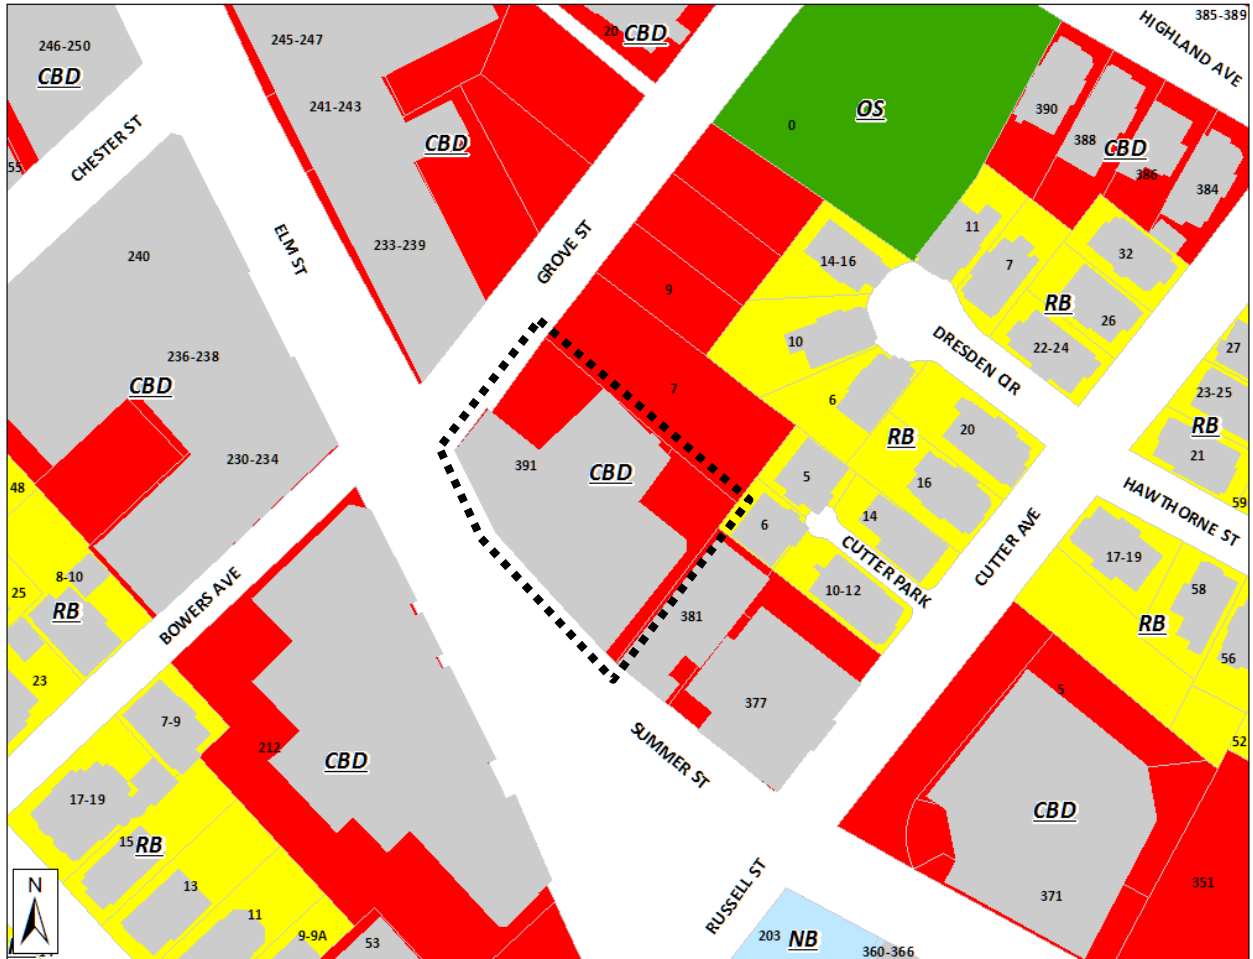 385-389
HIGHLAND AVE
246-250
CBD
245-247
20
CBD
241-243
CBD
0
OS
390
388
CBD
386
384
CHESTER ST
55
240
ELM ST
233-239
GROVE ST
9
14-16
11
7
32
RB
26
22-24
10
DRESDEN CIR
27
236-238
CBD
7
6
23-25
RB
21
20
RB
230-234
391
CBD
5
16
48
59
HAWTHORNE ST
6
14
CUTTER AVE
CUTTER PARK
17-19
8-10
25
RB
BOWERS AVE
10-12
58
RB
381
56
23
5
7-9
377
212
CBD
SUMMER ST
52
17-19
15
RB
CBD
13
351
371
11
9-9A
53
RUSSELL ST
203
NB
360-366
N